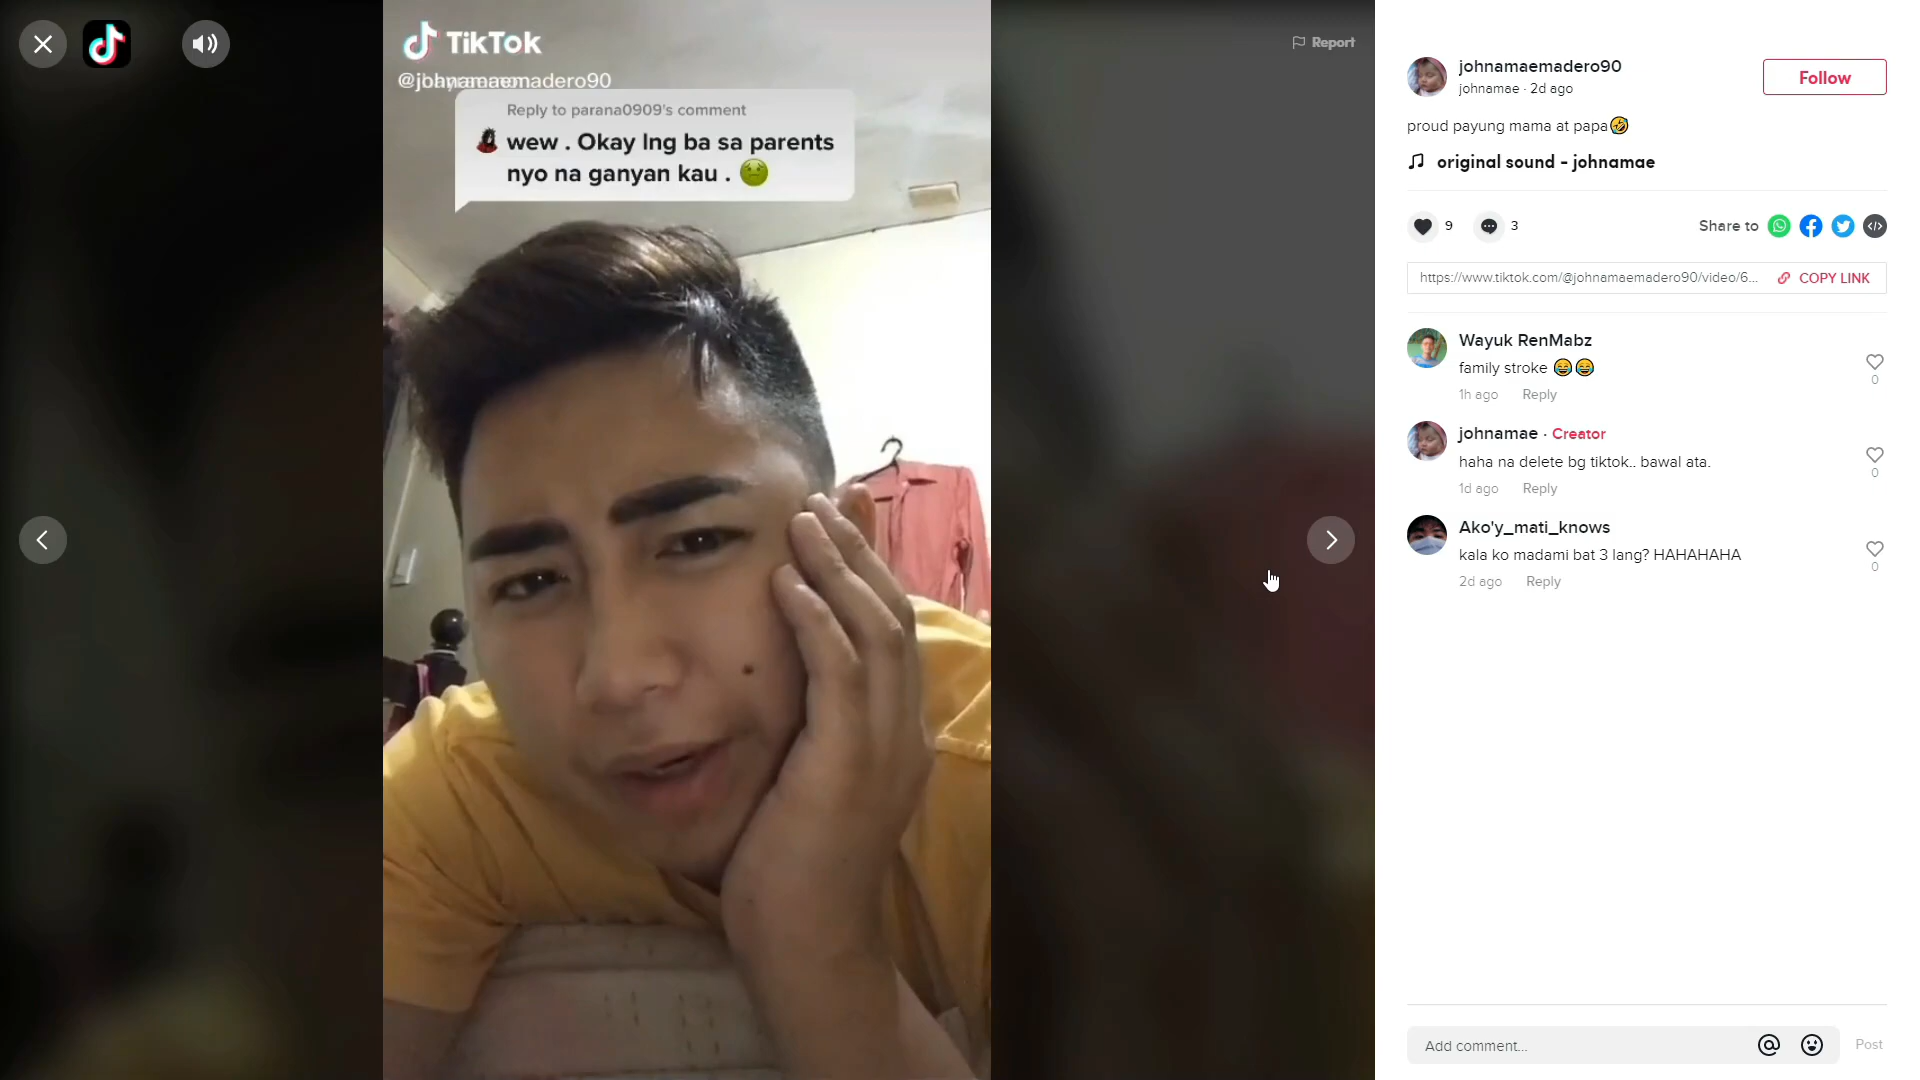 TikTok
Report
Reply to parana0909's comment
wew . Okay lng ba sa parents
nyo na ganyan kau . 🤢
johnamaemadero90
johnamae · 2d ago
Follow
proud payung mama at papa🤣
original sound - johnamae
9
3
Share to
https://www.tiktok.com/@johnamaemadero90/video/6...
COPY LINK
Wayuk RenMabz
family stroke 😂😂
0
1h ago Reply
johnamae · Creator
haha na delete bg tiktok.. bawal ata.
0
1d ago Reply
Ako'y_mati_knows
kala ko madami bat 3 lang? HAHAHAHA
0
2d ago Reply
Add comment...
Post